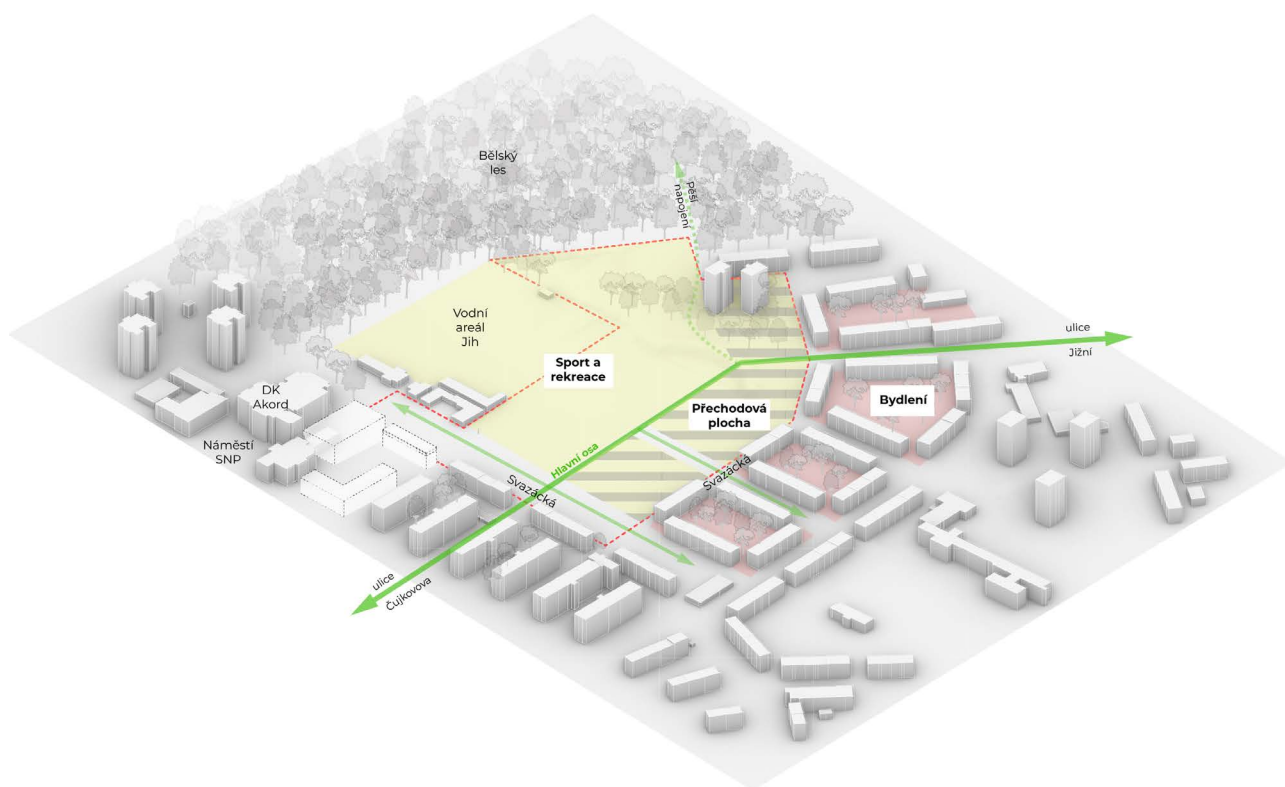 Bělský
les
Pěší
napojení
Vodní
areál
Jih
Sport a
rekreace
ulice
Jižní
DK
Akord
Bydlení
Přechodová
plocha
Náměstí
SNP
Hlavní osa
Svazácká
Svazácká
ulice
Čujkovova